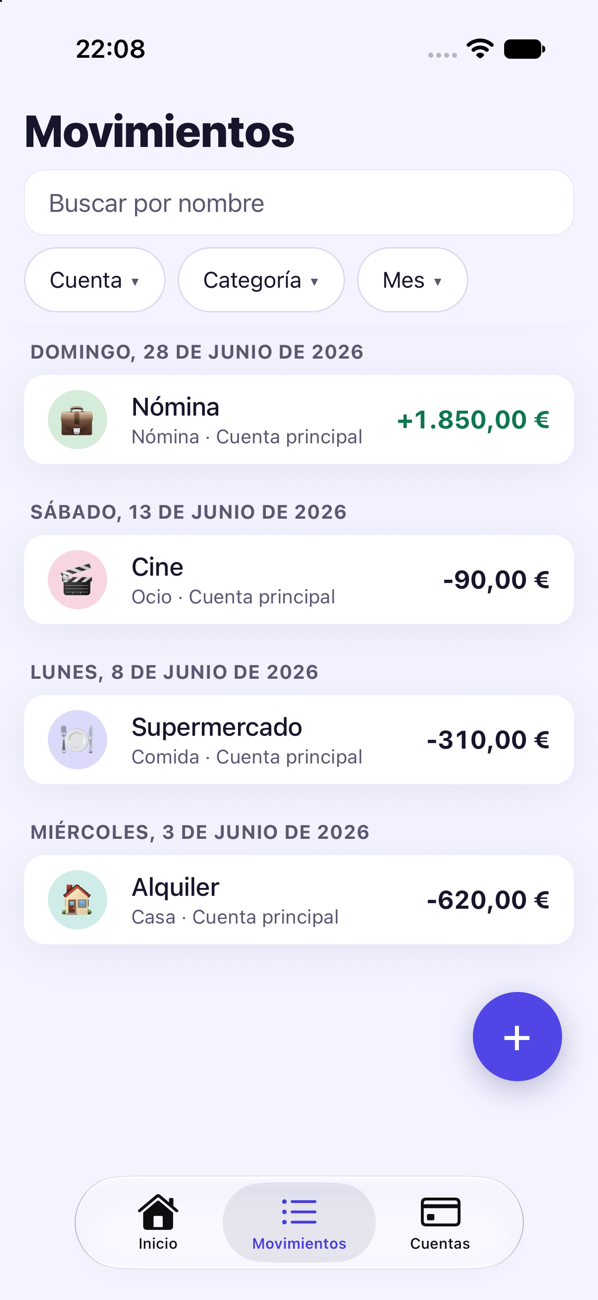 22:08
Movimientos
Buscar por nombre
Cuenta ▾ Categoría ▾ Mes ▾
DOMINGO, 28 DE JUNIO DE 2026
Nómina
+1.850,00 €
Nómina · Cuenta principal
SÁBADO, 13 DE JUNIO DE 2026
Cine
-90,00 €
Ocio · Cuenta principal
LUNES, 8 DE JUNIO DE 2026
Supermercado
-310,00 €
Comida · Cuenta principal
MIÉRCOLES, 3 DE JUNIO DE 2026
Alquiler
-620,00 €
Casa · Cuenta principal
+
Inicio Movimientos Cuentas